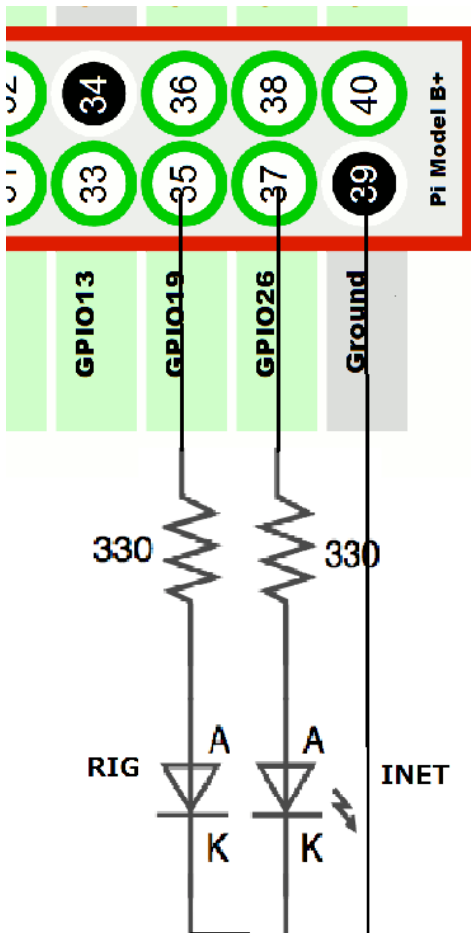 34
36
38
40
33
35
37
39
Pi Model B+
GPIO13
GPIO19
GPIO26
Ground
330
330
A
A
RIG
INET
K
K